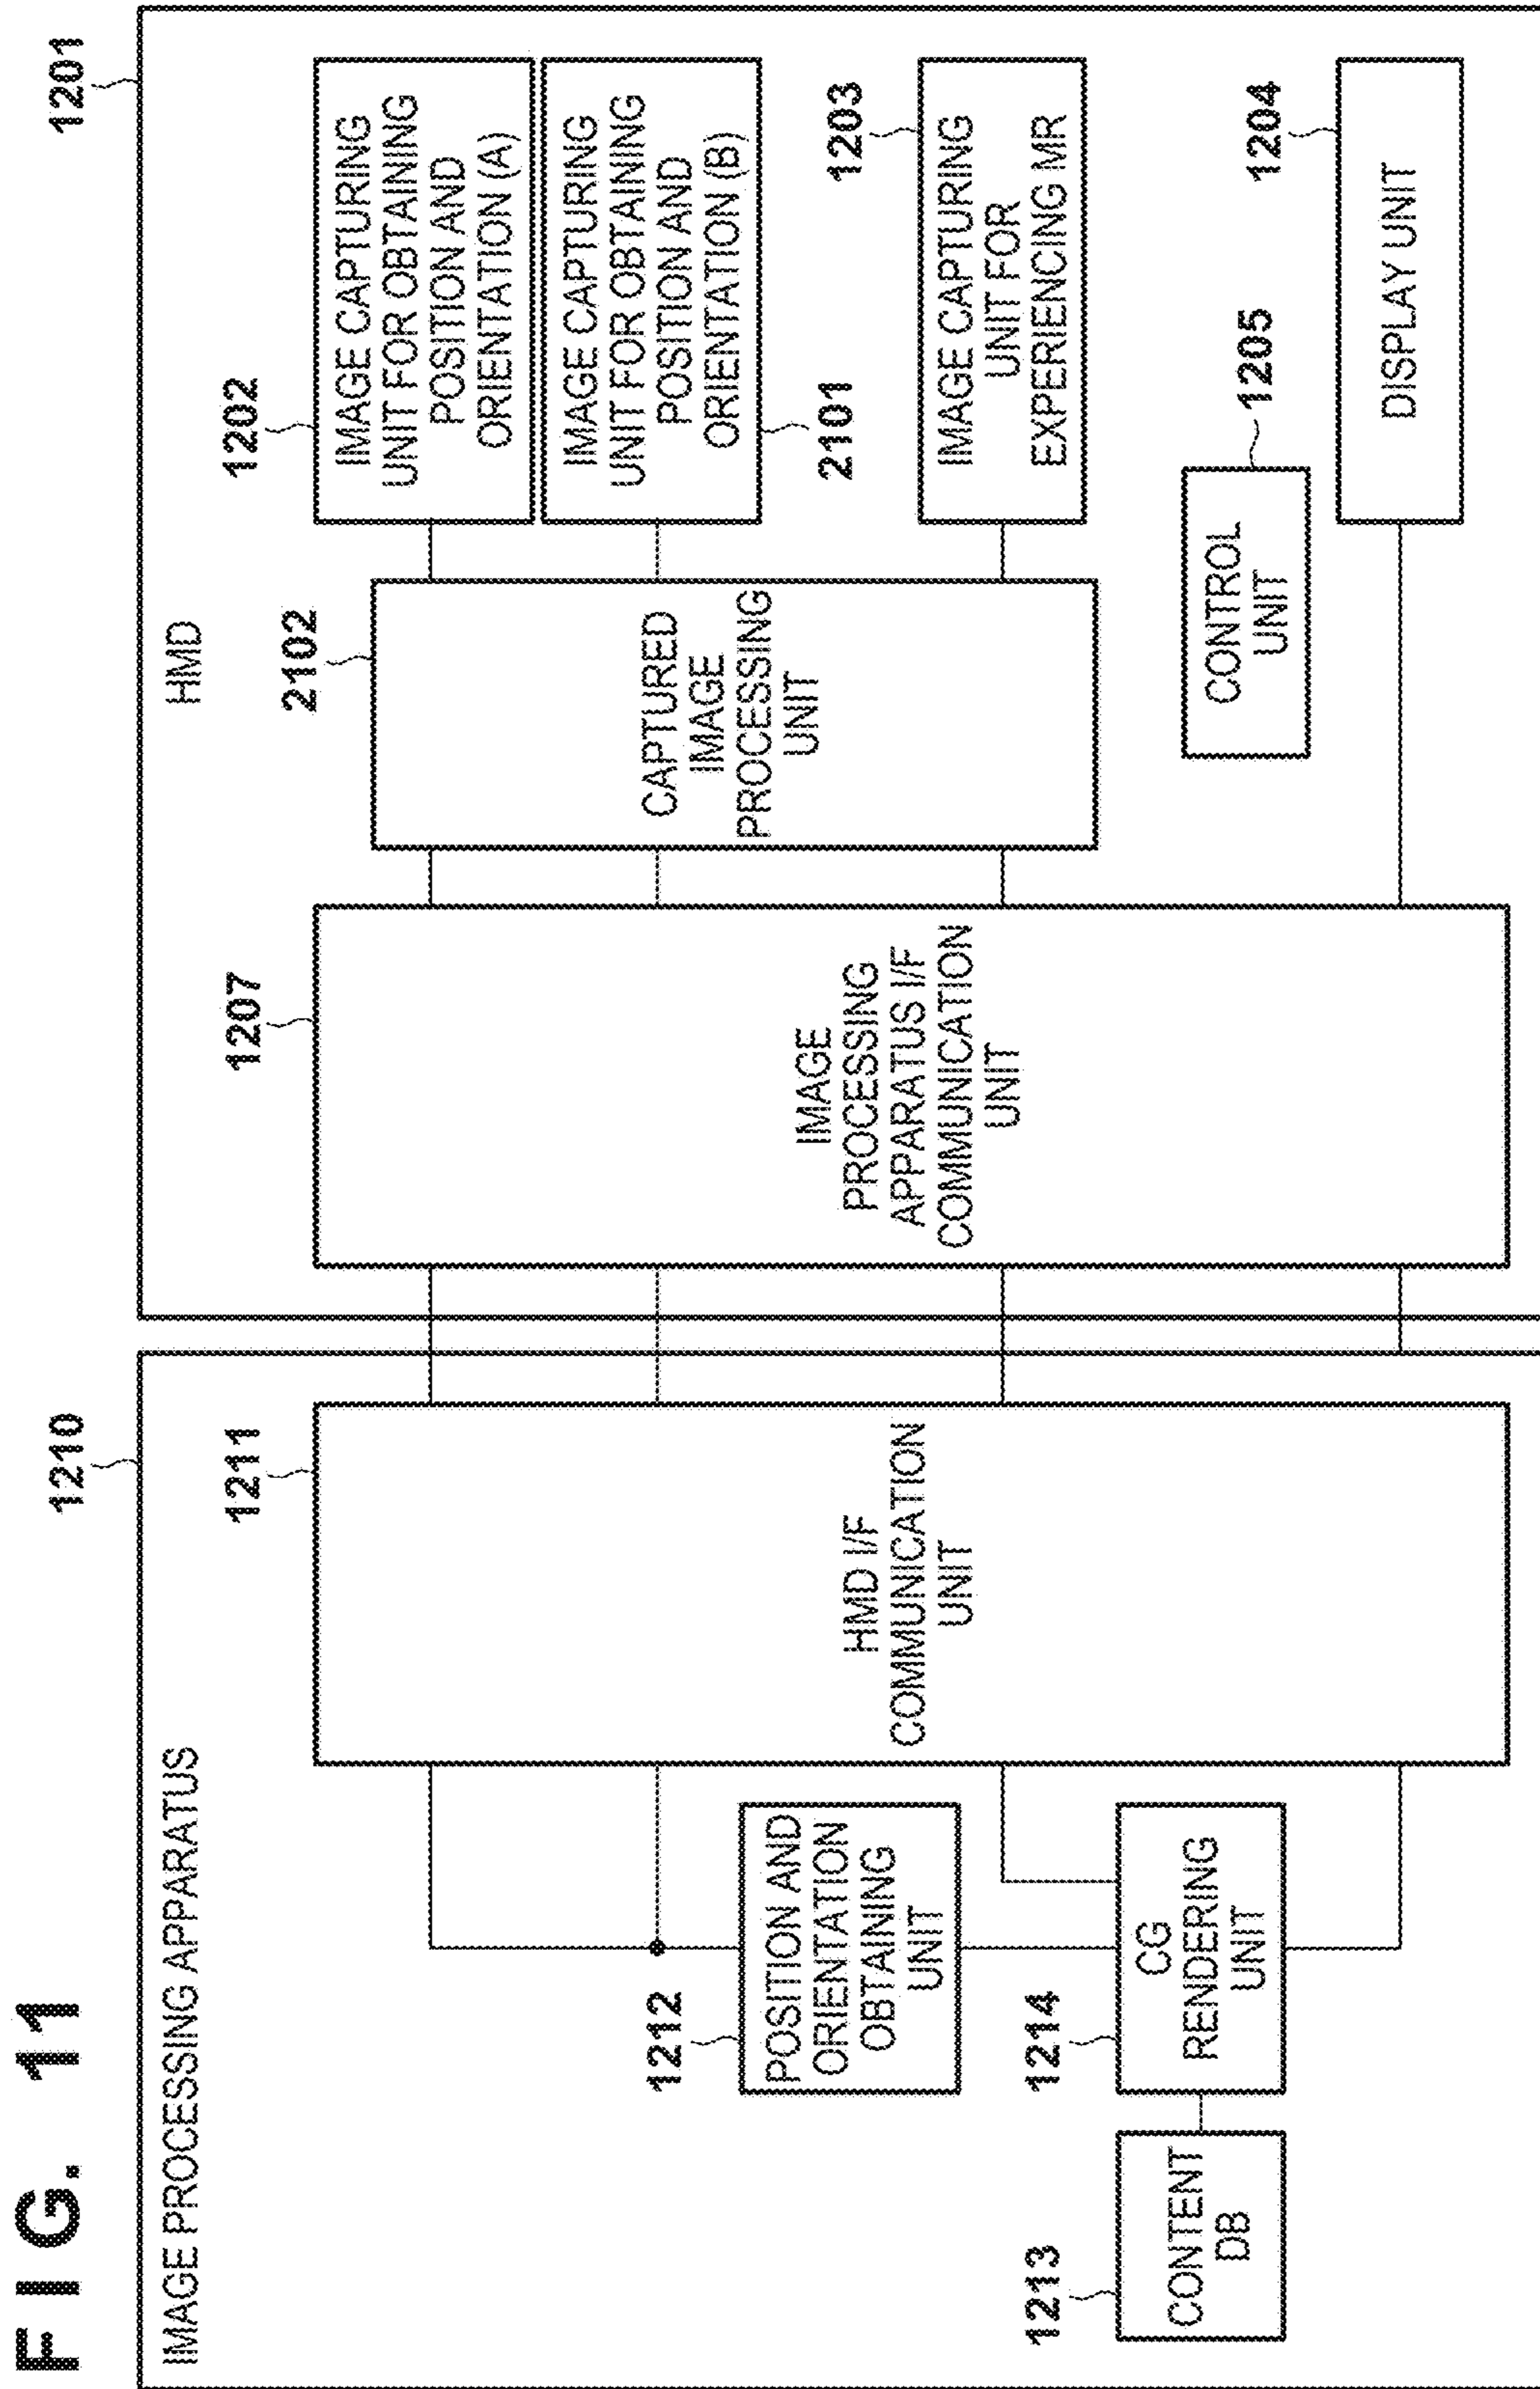 FIG. 11
1210
IMAGE PROCESSING APPARATUS
1211
HMD I/F
COMMUNICATION
UNIT
1212
POSITION AND
ORIENTATION
OBTAINING
UNIT
1213
CONTENT
DB
1214
CG
RENDERING
UNIT
1201
HMD
1207
IMAGE
PROCESSING
APPARATUS I/F
COMMUNICATION
UNIT
2102
CAPTURED
IMAGE
PROCESSING
UNIT
1202
IMAGE CAPTURING
UNIT FOR OBTAINING
POSITION AND
ORIENTATION (A)
IMAGE CAPTURING
UNIT FOR OBTAINING
POSITION AND
ORIENTATION (B)
2101
1203
IMAGE CAPTURING
UNIT FOR
EXPERIENCING MR
1205
CONTROL
UNIT
1204
DISPLAY UNIT